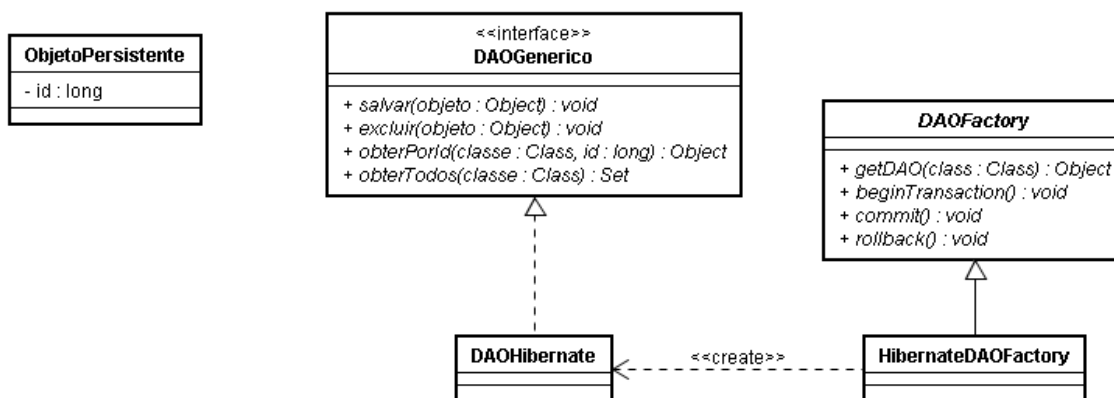 ObjetoPersistente
- id : long
<<interface>>
DAOGenerico
+ salvar(objeto : Object) : void
+ excluir(objeto : Object) : void
+ obterPorId(classe : Class, id : long) : Object
+ obterTodos(classe : Class) : Set
DAOFactory
+ getDAO(class : Class) : Object
+ beginTransaction() : void
+ commit() : void
+ rollback() : void
DAOHibernate
<<create>>
HibernateDAOFactory